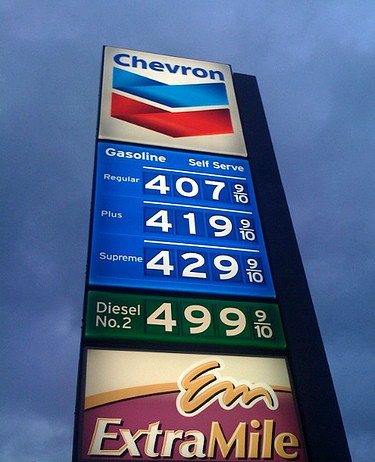 Chevron
Gasoline Self Serve
Regular 407 9/10
Plus 419 9/10
Supreme 429 9/10
Diesel No.2 499 9/10
Em
ExtraMile